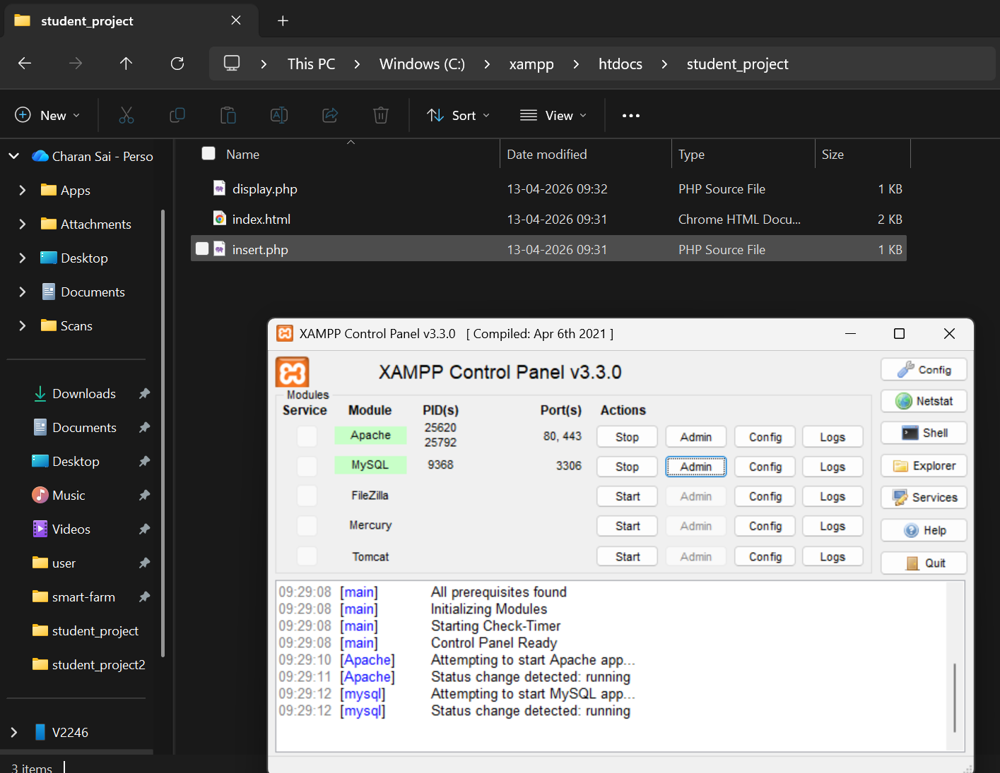 student_project
This PC > Windows (C:) > xampp > htdocs > student_project
New Sort View
Name Date modified Type Size
display.php 13-04-2026 09:32 PHP Source File 1 KB
index.html 13-04-2026 09:31 Chrome HTML Docu... 2 KB
insert.php 13-04-2026 09:31 PHP Source File 1 KB
Charan Sai - Perso
Apps
Attachments
Desktop
Documents
Scans
Downloads
Documents
Desktop
Music
Videos
user
smart-farm
student_project
student_project2
V2246
3 items
XAMPP Control Panel v3.3.0 [ Compiled: Apr 6th 2021 ]
XAMPP Control Panel v3.3.0
Modules
Service Module PID(s) Port(s) Actions
Apache 25620 25792 80, 443 Stop Admin Config Logs
MySQL 9368 3306 Stop Admin Config Logs
FileZilla Start Admin Config Logs
Mercury Start Admin Config Logs
Tomcat Start Admin Config Logs
Config
Netstat
Shell
Explorer
Services
Help
Quit
09:29:08 [main] All prerequisites found
09:29:08 [main] Initializing Modules
09:29:08 [main] Starting Check-Timer
09:29:08 [main] Control Panel Ready
09:29:10 [Apache] Attempting to start Apache app...
09:29:11 [Apache] Status change detected: running
09:29:12 [mysql] Attempting to start MySQL app...
09:29:12 [mysql] Status change detected: running